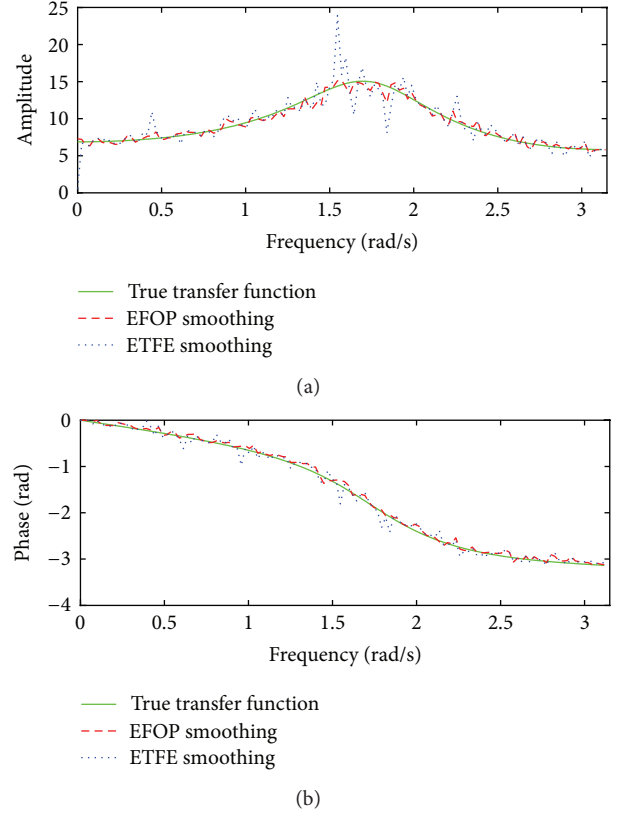 25
20
15
10
5
0
Amplitude
0 0.5 1 1.5 2 2.5 3
Frequency (rad/s)
True transfer function
EFOP smoothing
ETFE smoothing
(a)
0
−1
−2
−3
−4
Phase (rad)
0 0.5 1 1.5 2 2.5 3
Frequency (rad/s)
True transfer function
EFOP smoothing
ETFE smoothing
(b)